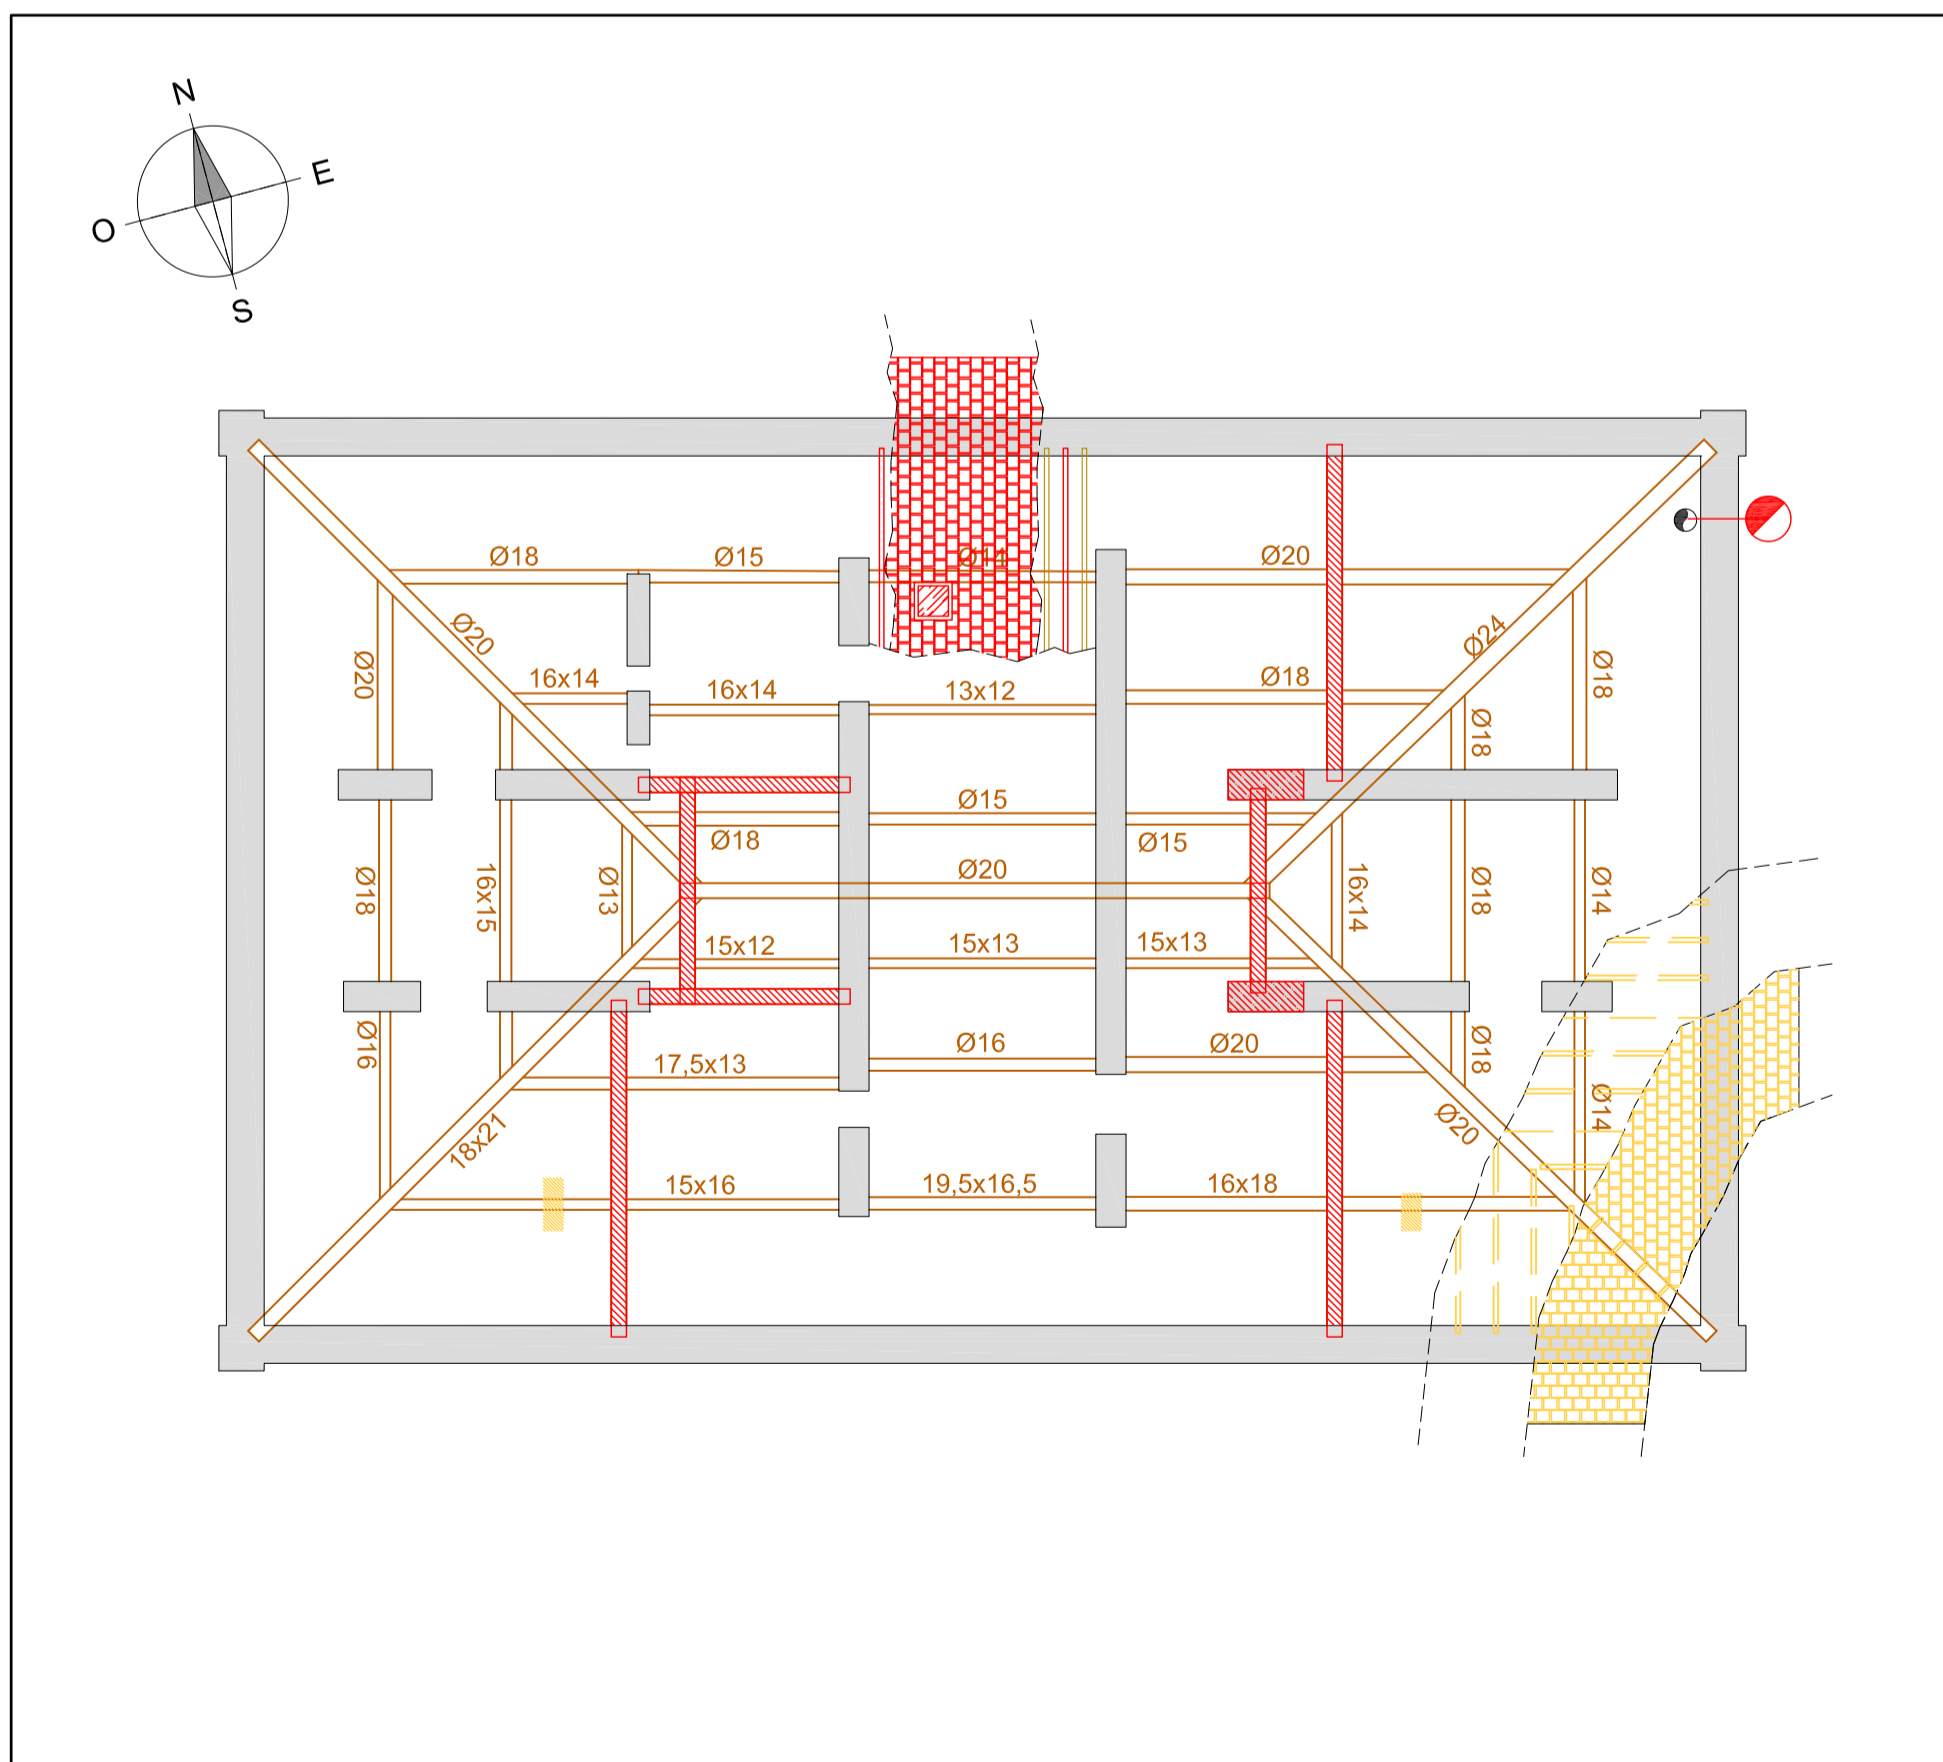 N
E
O
S
Ø18 Ø15 Ø14 Ø20
Ø20 Ø24
Ø20 16x14 16x14 13x12 Ø18 Ø18
Ø18
Ø15
Ø18 Ø15
Ø20
Ø18 16x15 Ø13 16x14 Ø18 Ø14
15x12 15x13 15x13
Ø16 17,5x13 Ø16 Ø20 Ø18
18x21 Ø20 Ø14
15x16 19,5x16,5 16x18